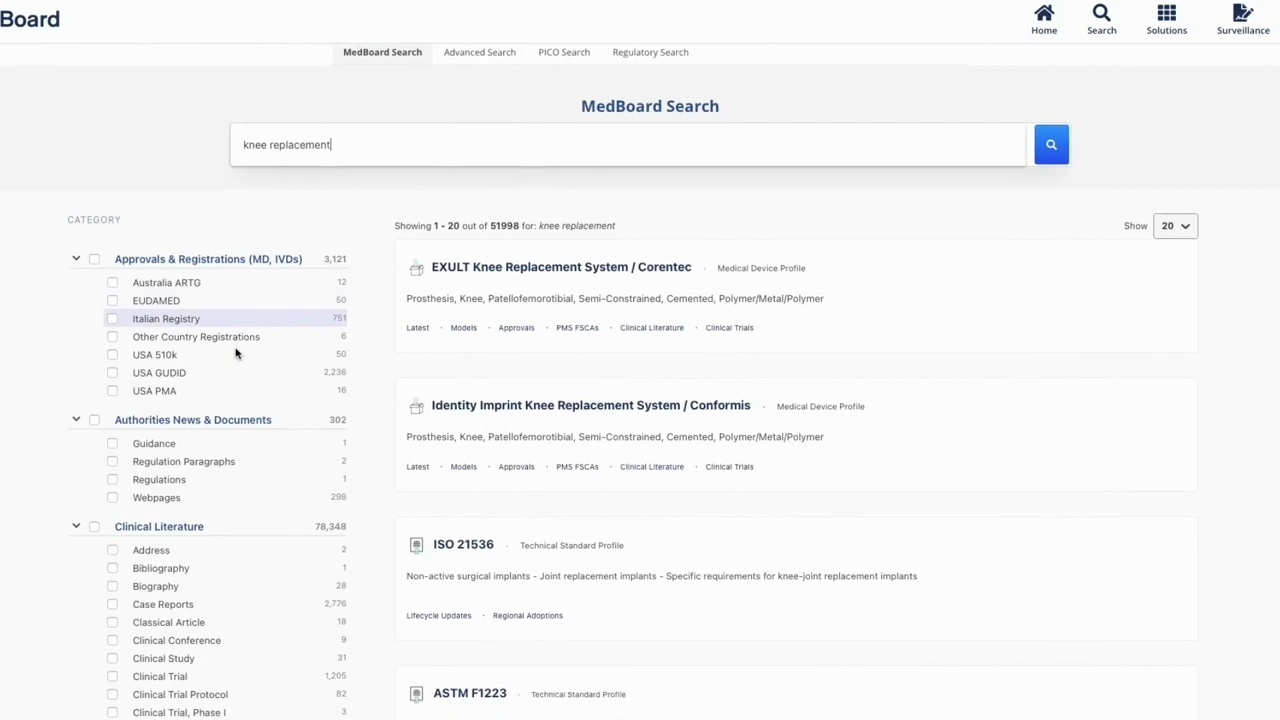 Board
Home
Search
Solutions
Surveillance
MedBoard Search
Advanced Search
PICO Search
Regulatory Search
MedBoard Search
knee replacement
CATEGORY
Approvals & Registrations (MD, IVDs) 3,121
Australia ARTG 12
EUDAMED 50
Italian Registry 751
Other Country Registrations 6
USA 510k 50
USA GUDID 2,236
USA PMA 16
Authorities News & Documents 302
Guidance 1
Regulation Paragraphs 2
Regulations 1
Webpages 298
Clinical Literature 78,348
Address 2
Bibliography 1
Biography 28
Case Reports 2,776
Classical Article 18
Clinical Conference 9
Clinical Study 31
Clinical Trial 1,205
Clinical Trial Protocol 82
Clinical Trial, Phase I 3
Showing 1 - 20 out of 51998 for: knee replacement
Show 20
EXULT Knee Replacement System / Corentec · Medical Device Profile
Prosthesis, Knee, Patellofemorotibial, Semi-Constrained, Cemented, Polymer/Metal/Polymer
Latest · Models · Approvals · PMS FSCAs · Clinical Literature · Clinical Trials
Identity Imprint Knee Replacement System / Conformis · Medical Device Profile
Prosthesis, Knee, Patellofemorotibial, Semi-Constrained, Cemented, Polymer/Metal/Polymer
Latest · Models · Approvals · PMS FSCAs · Clinical Literature · Clinical Trials
ISO 21536 · Technical Standard Profile
Non-active surgical implants - Joint replacement implants - Specific requirements for knee-joint replacement implants
Lifecycle Updates · Regional Adoptions
ASTM F1223 · Technical Standard Profile